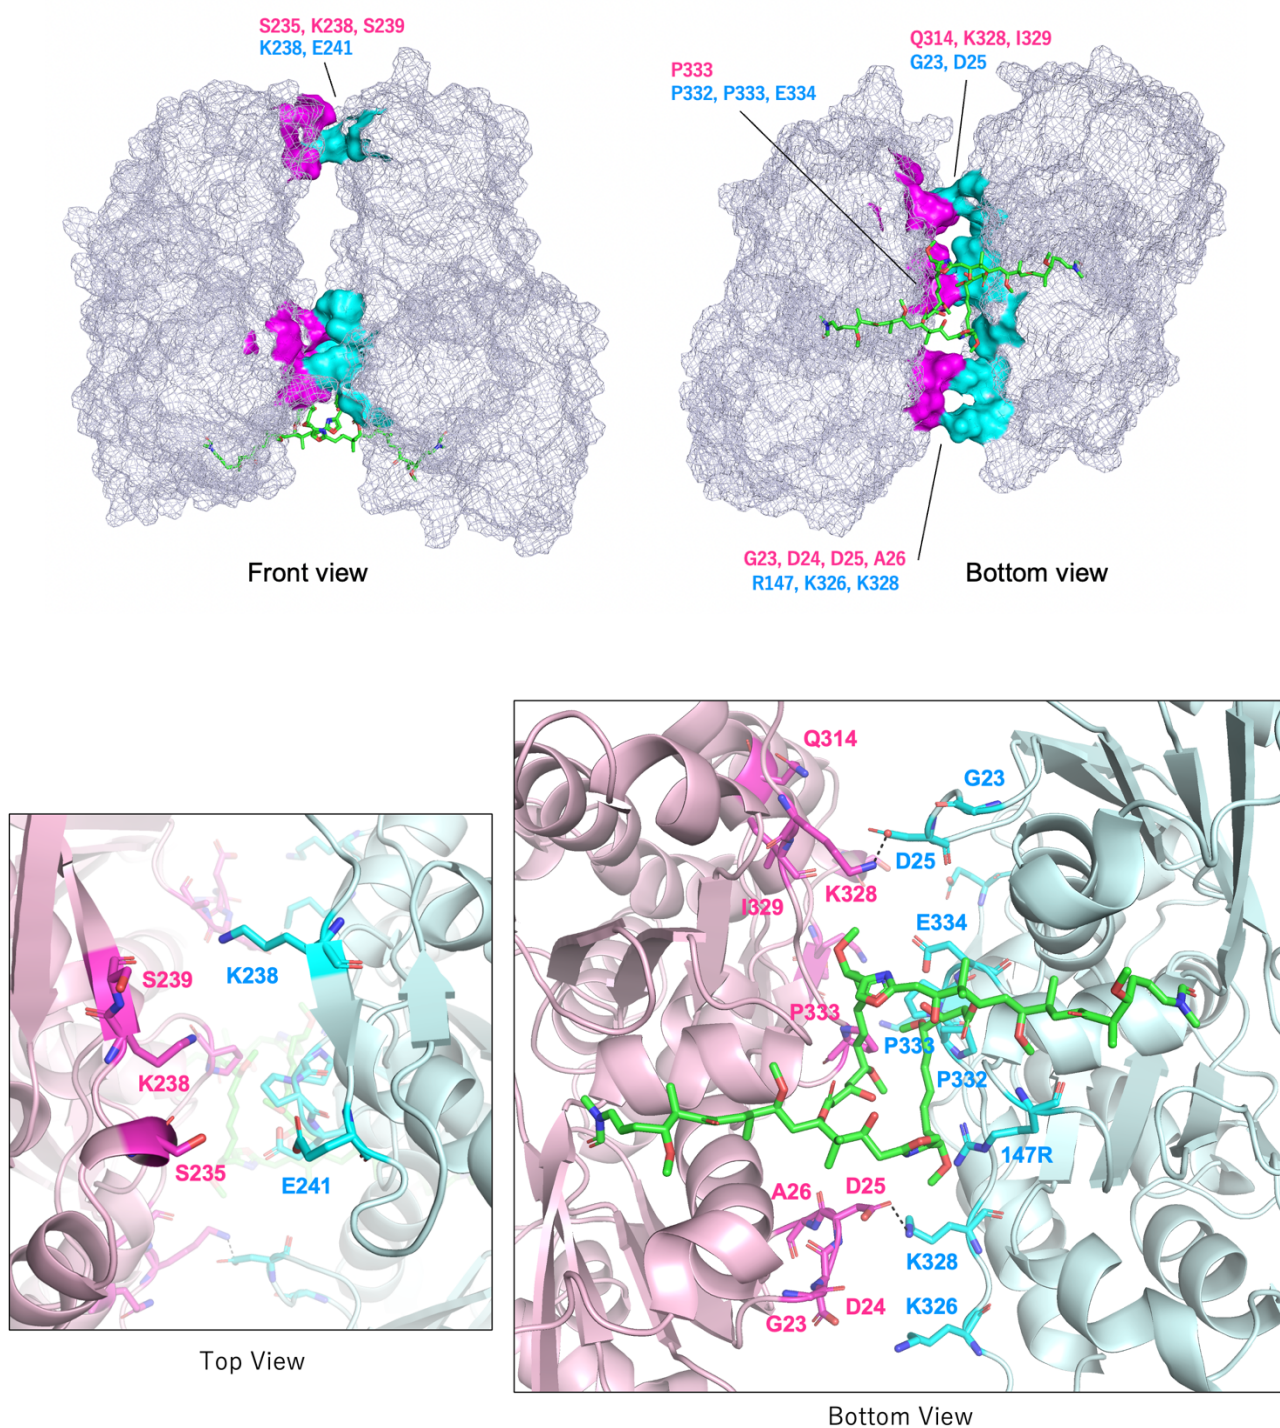 S235, K238, S239
K238, E241
Q314, K328, I329
G23, D25
P333
P332, P333, E334
G23, D24, D25, A26
R147, K326, K328
Front view
Bottom view
Q314
G23
D25
K328
I329
E334
P333
P333
P332
147R
A26
D25
K328
D24
G23
K326
K238
S239
K238
S235
E241
Top View
Bottom View